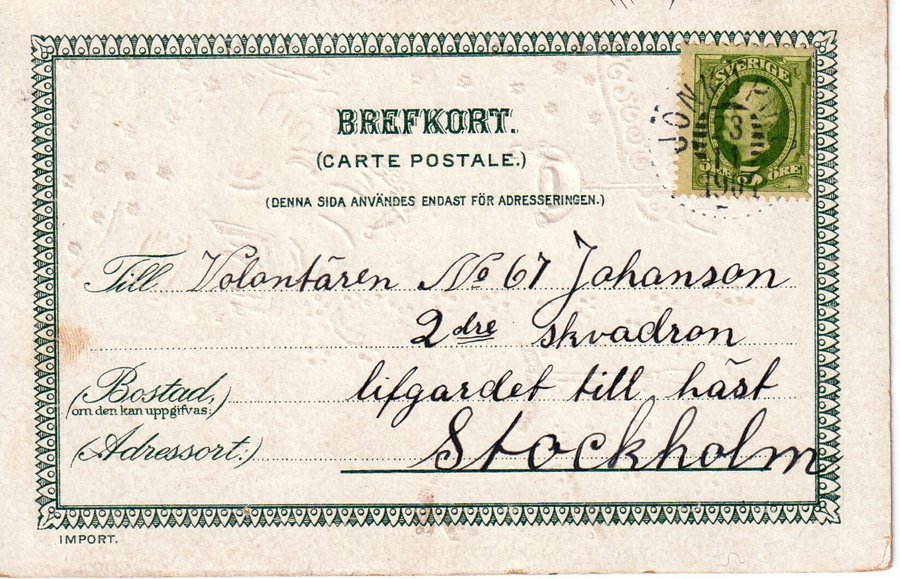 BREFKORT.
(CARTE POSTALE.)
(DENNA SIDA ANVÄNDES ENDAST FÖR ADRESSERINGEN.)
SVERIGE
ÖRE
Till Volontären No 67 Johanson
2dre skvadron
(Bostad,) lifgardet till häst
(om den kan uppgifvas.)
(Adressort:) Stockholm
IMPORT.